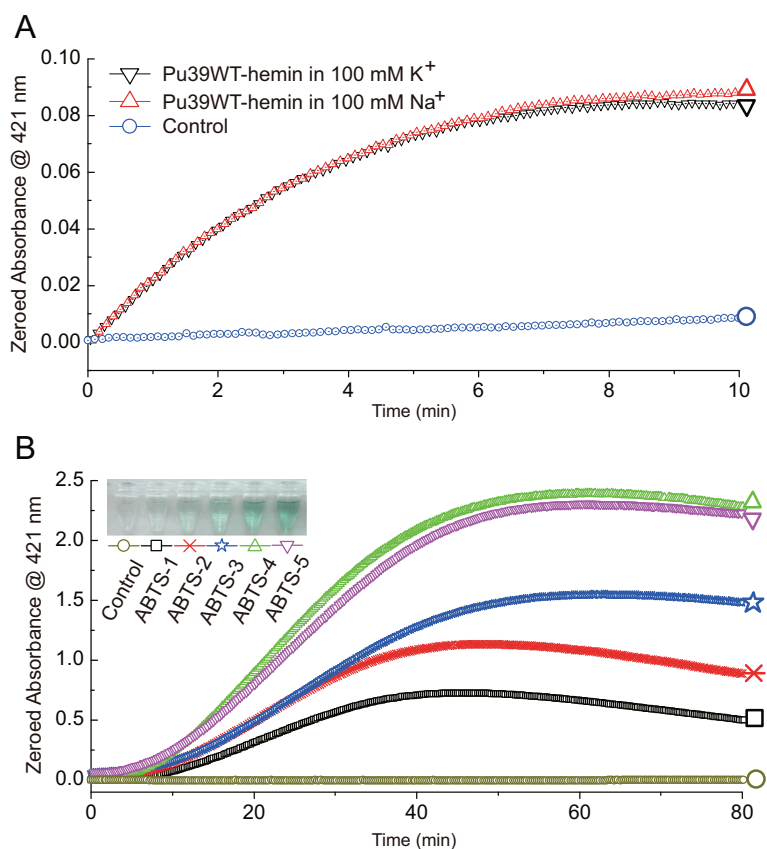 A
Zeroed Absorbance @ 421 nm
0.10
0.08
0.06
0.04
0.02
0.00
Pu39WT-hemin in 100 mM K+
Pu39WT-hemin in 100 mM Na+
Control
0 2 4 6 8 10
Time (min)
B
Zeroed Absorbance @ 421 nm
2.5
2.0
1.5
1.0
0.5
0.0
Control
ABTS-1
ABTS-2
ABTS-3
ABTS-4
ABTS-5
0 20 40 60 80
Time (min)